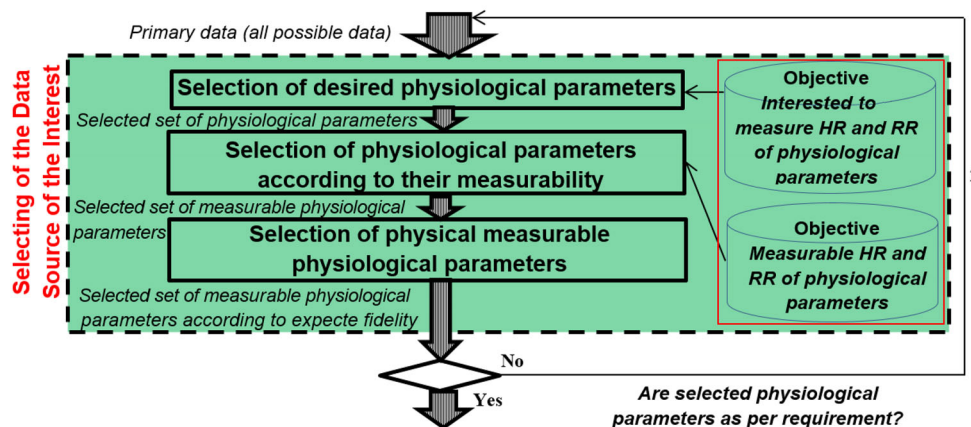 Primary data (all possible data)
Selecting of the Data
Source of the Interest
Selection of desired physiological parameters
Selected set of physiological parameters
Selection of physiological parameters
according to their measurability
Selected set of measurable physiological
parameters
Selection of physical measurable
physiological parameters
Selected set of measurable physiological
parameters according to expecte fidelity
Objective
Interested to
measure HR and RR
of physiological
parameters
Objective
Measurable HR and
RR of physiological
parameters
No
Yes
Are selected physiological
parameters as per requirement?